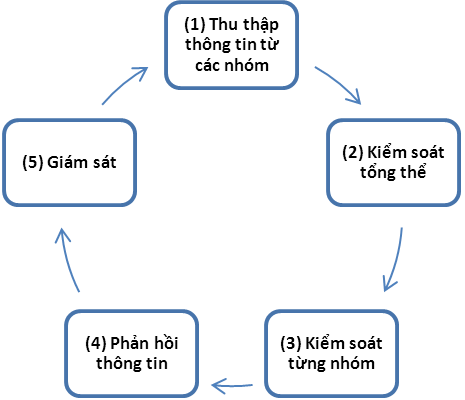 (1) Thu thập
thông tin từ
các nhóm
(2) Kiểm soát
tổng thể
(3) Kiểm soát
từng nhóm
(4) Phản hồi
thông tin
(5) Giám sát